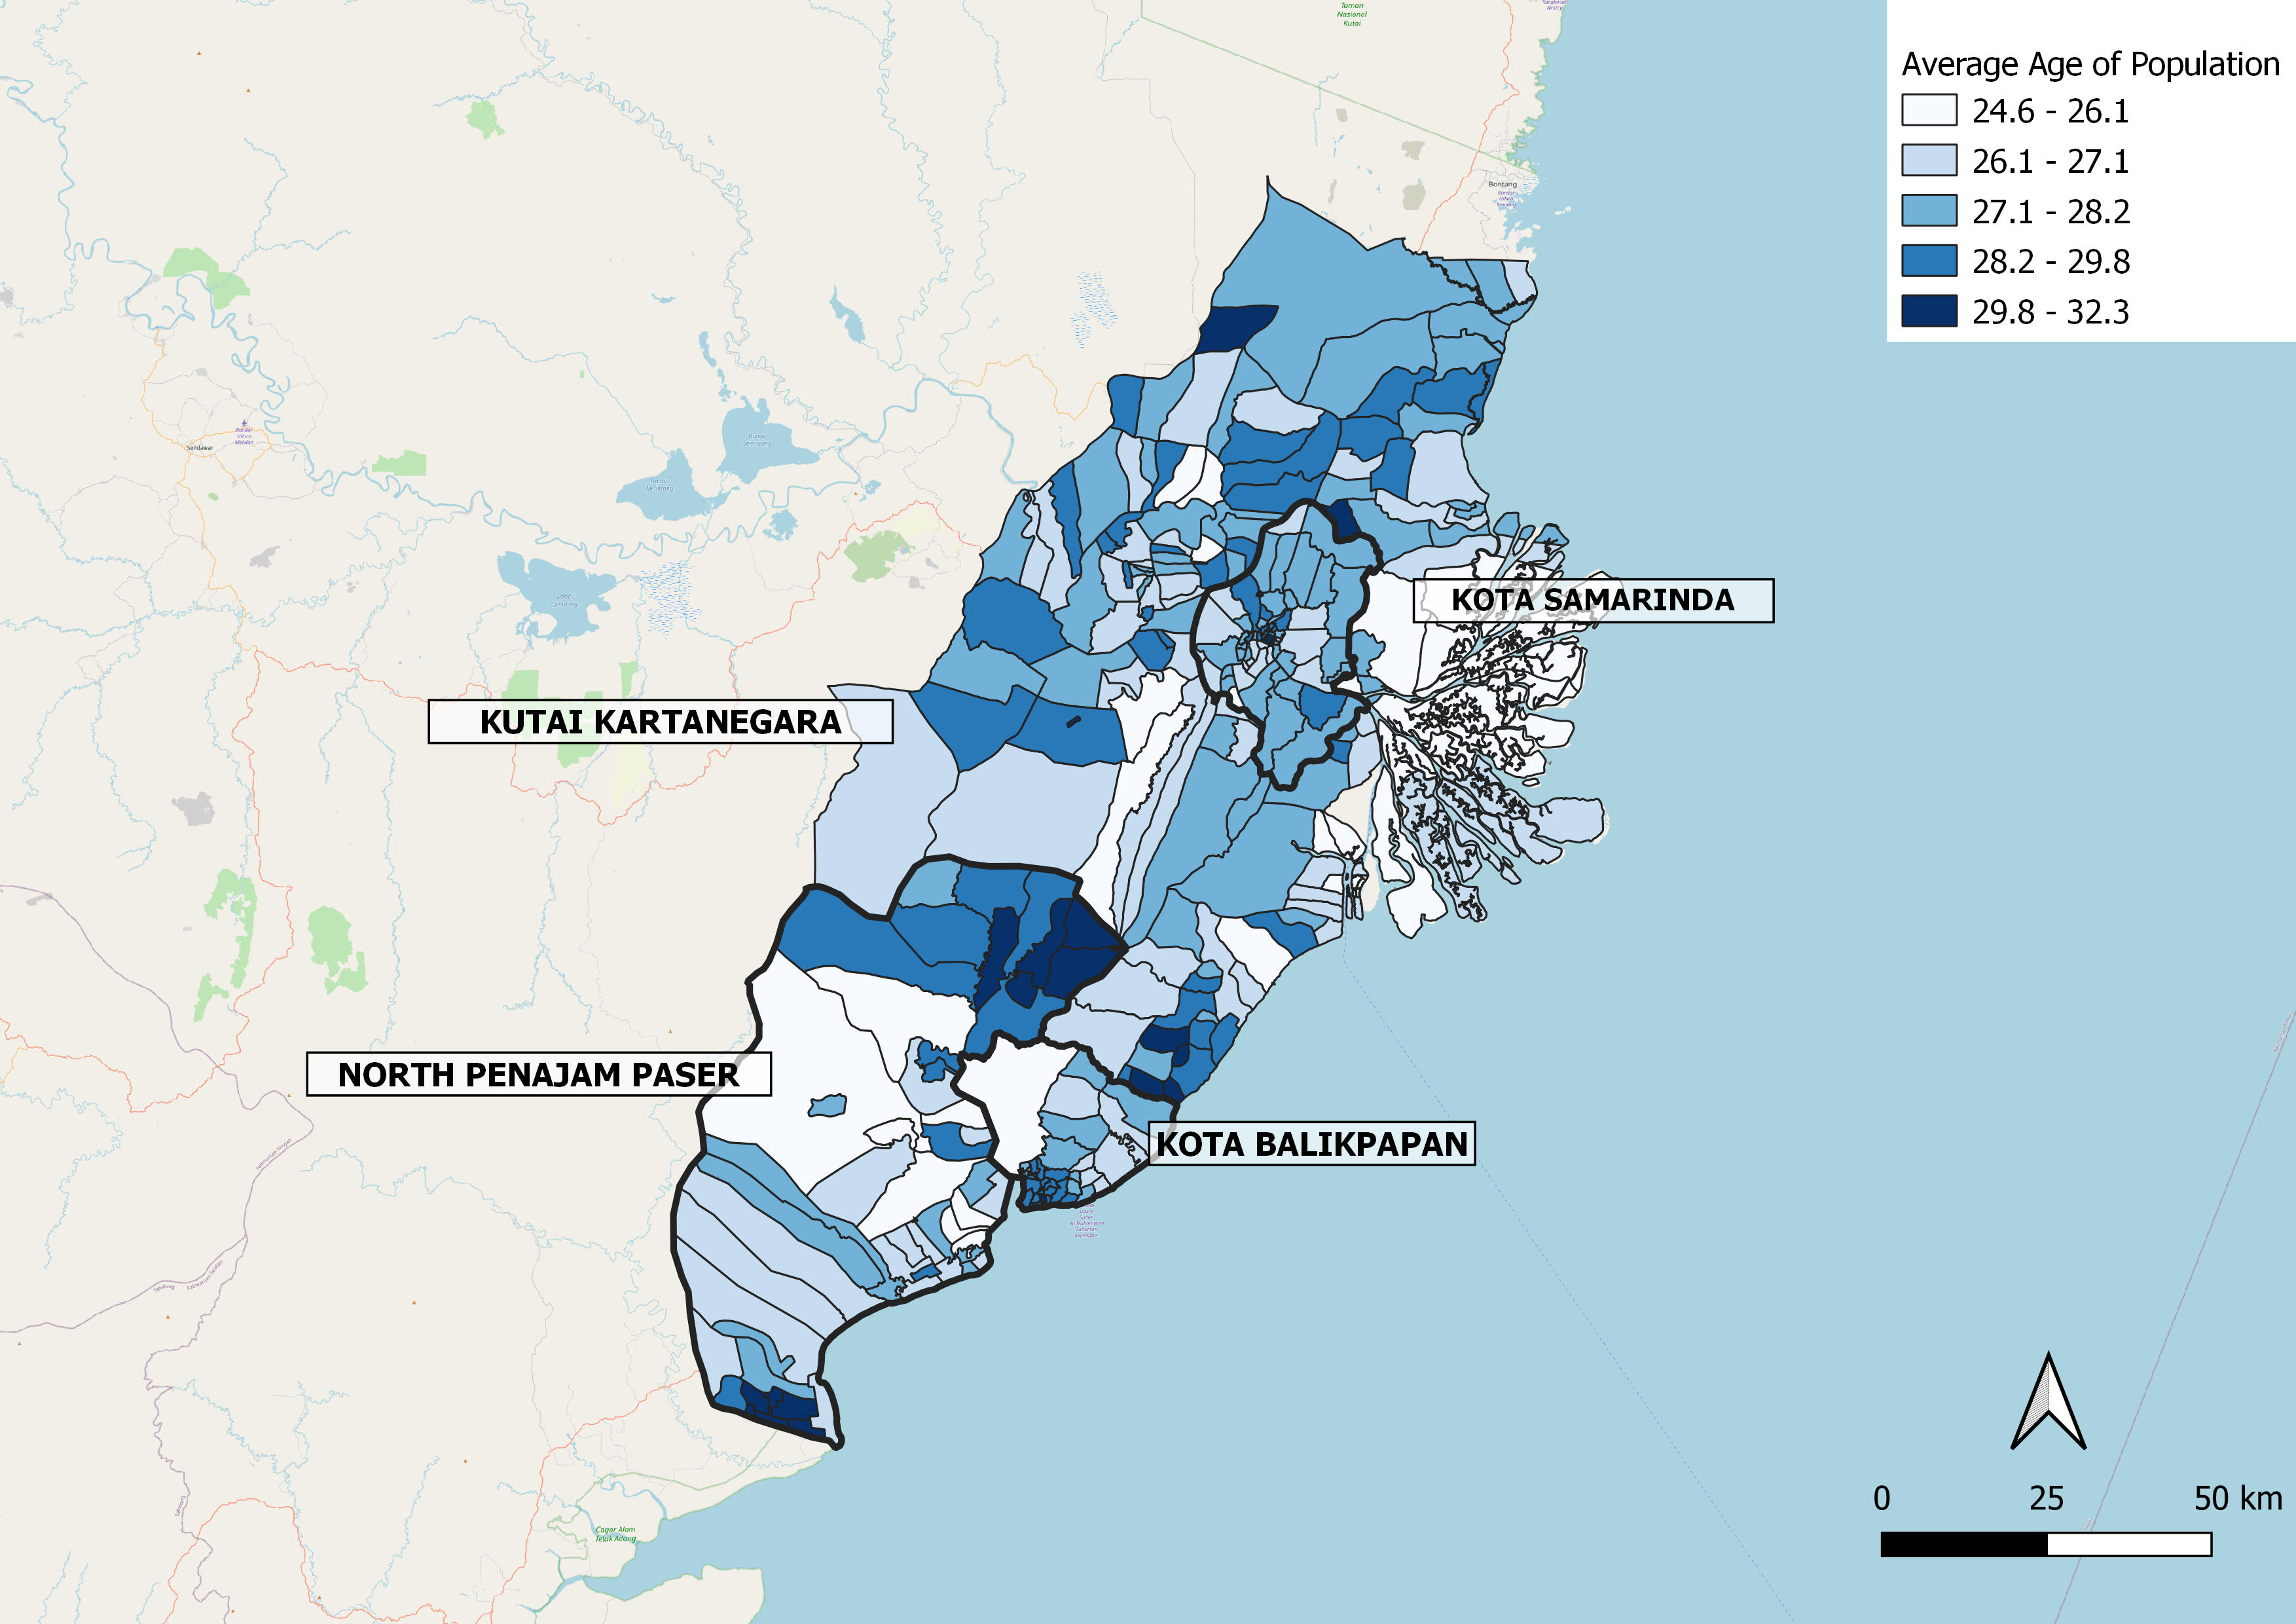 Taman
Nasional
Kutai
Average Age of Population
24.6 - 26.1
26.1 - 27.1
27.1 - 28.2
28.2 - 29.8
29.8 - 32.3
Bontang
Sendawar
KOTA SAMARINDA
KUTAI KARTANEGARA
NORTH PENAJAM PASER
KOTA BALIKPAPAN
0 25 50 km
Cagar Alam
Teluk Adang